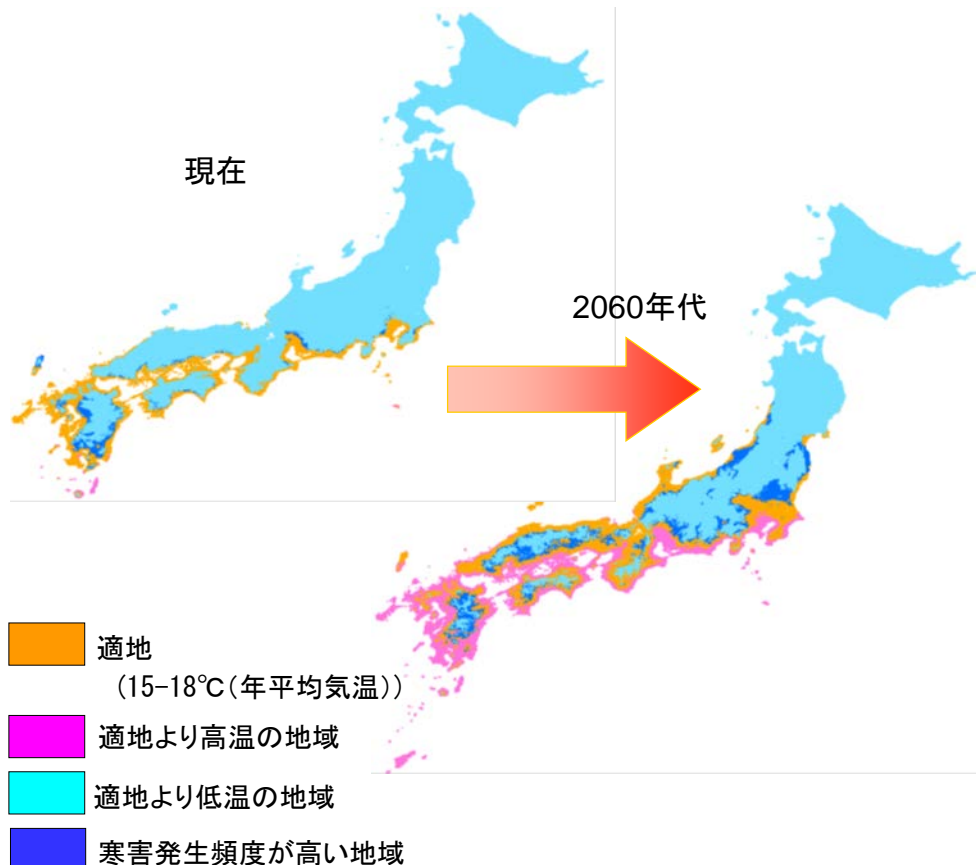 現在
2060年代
適地
(15-18℃(年平均気温))
適地より高温の地域
適地より低温の地域
寒害発生頻度が高い地域